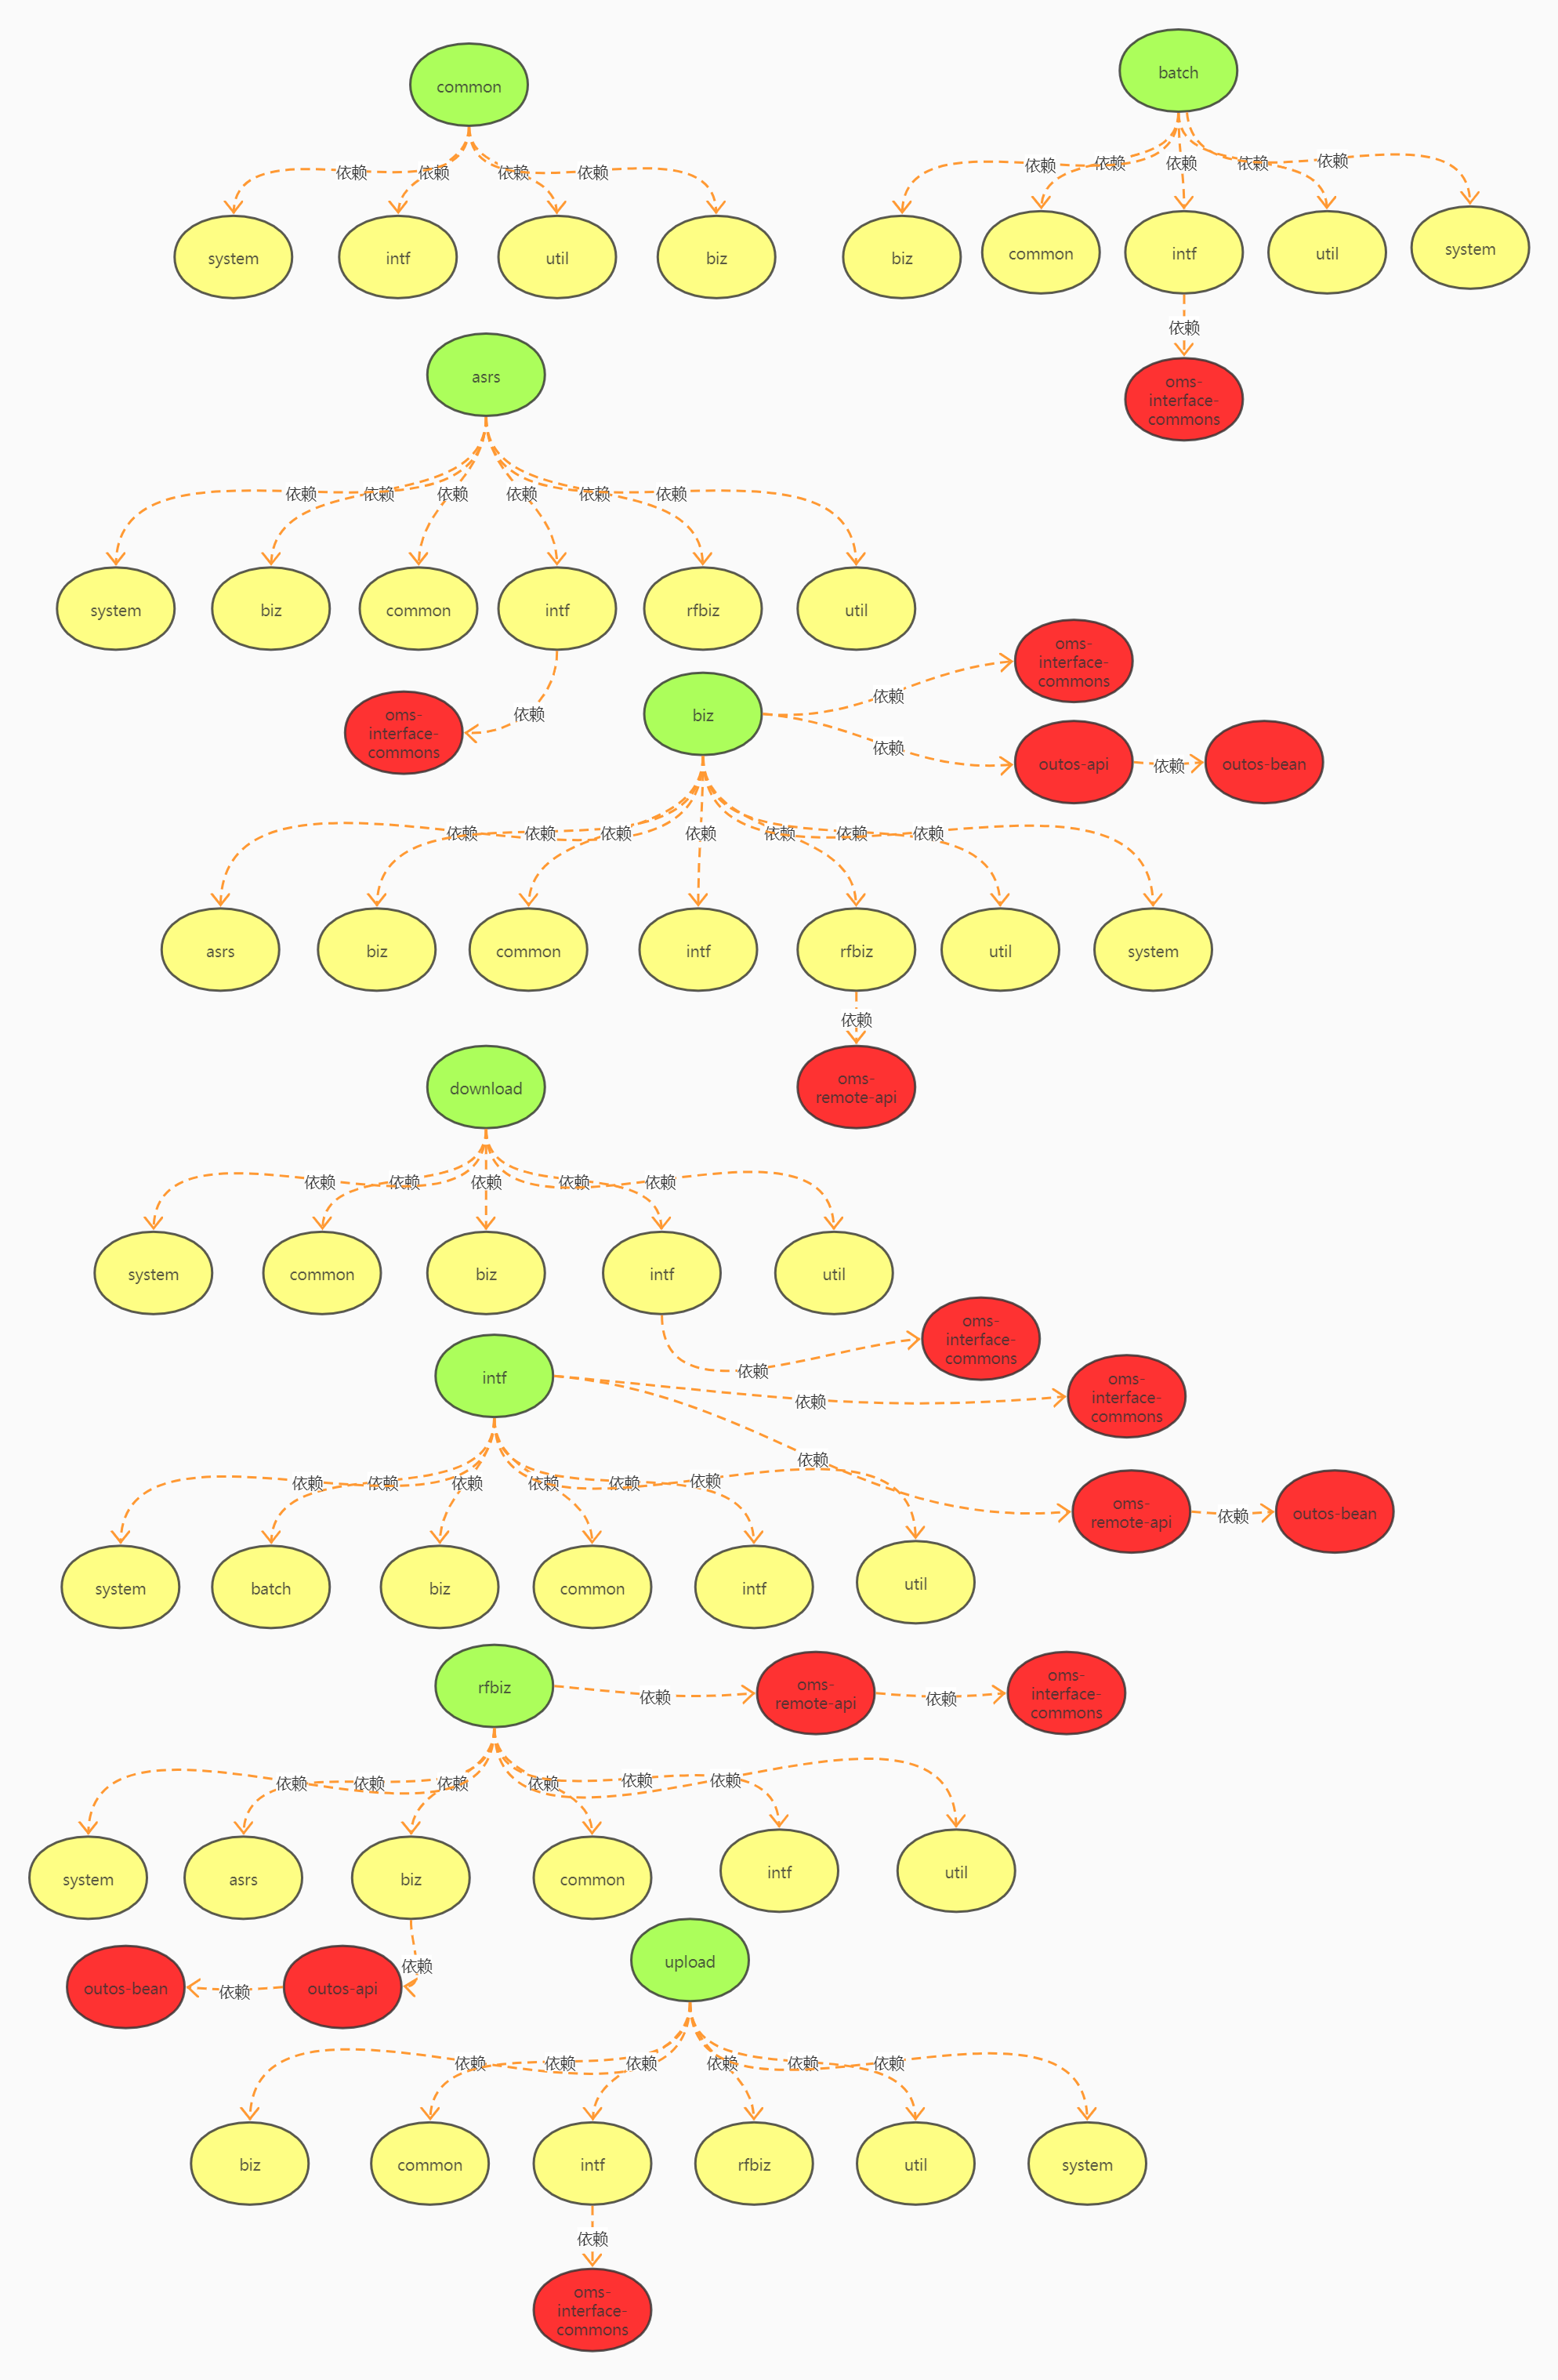 common
batch
依赖
依赖
依赖
依赖
依赖
依赖
依赖
依赖
依赖
system
intf
util
biz
biz
common
intf
util
system
依赖
oms-
interface-
commons
asrs
依赖
依赖
依赖
依赖
依赖
依赖
system
biz
common
intf
rfbiz
util
依赖
oms-
interface-
commons
biz
依赖
oms-
interface-
commons
依赖
outos-api
依赖
outos-bean
依赖
依赖
依赖
依赖
依赖
依赖
依赖
asrs
biz
common
intf
rfbiz
util
system
依赖
oms-
remote-api
download
依赖
依赖
依赖
依赖
依赖
system
common
biz
intf
util
依赖
oms-
interface-
commons
intf
依赖
oms-
interface-
commons
依赖
oms-
remote-api
依赖
outos-bean
依赖
依赖
依赖
依赖
依赖
依赖
system
batch
biz
common
intf
util
rfbiz
依赖
oms-
remote-api
依赖
oms-
interface-
commons
依赖
依赖
依赖
依赖
依赖
依赖
system
asrs
biz
common
intf
util
依赖
outos-bean
依赖
outos-api
upload
依赖
依赖
依赖
依赖
依赖
依赖
biz
common
intf
rfbiz
util
system
依赖
oms-
interface-
commons